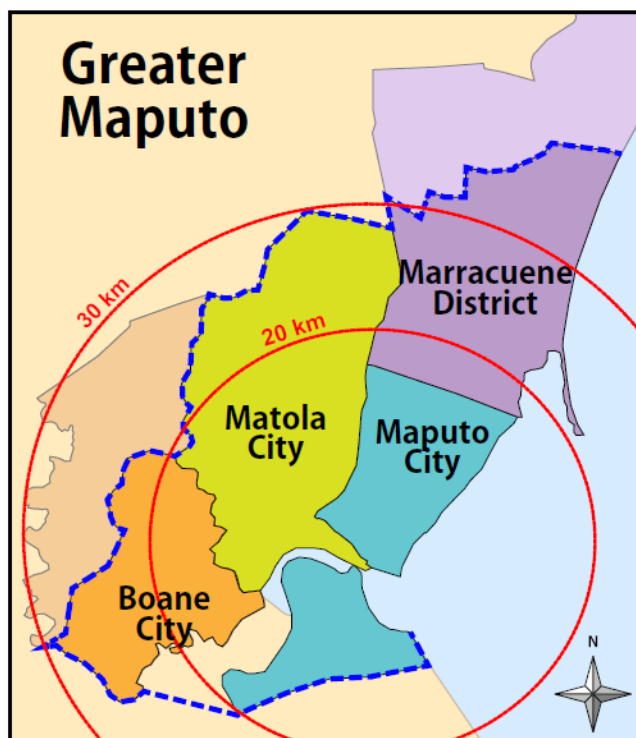 Greater
Maputo
30 km
20 km
Marracuene
District
Matola
City
Maputo
City
Boane
City
N